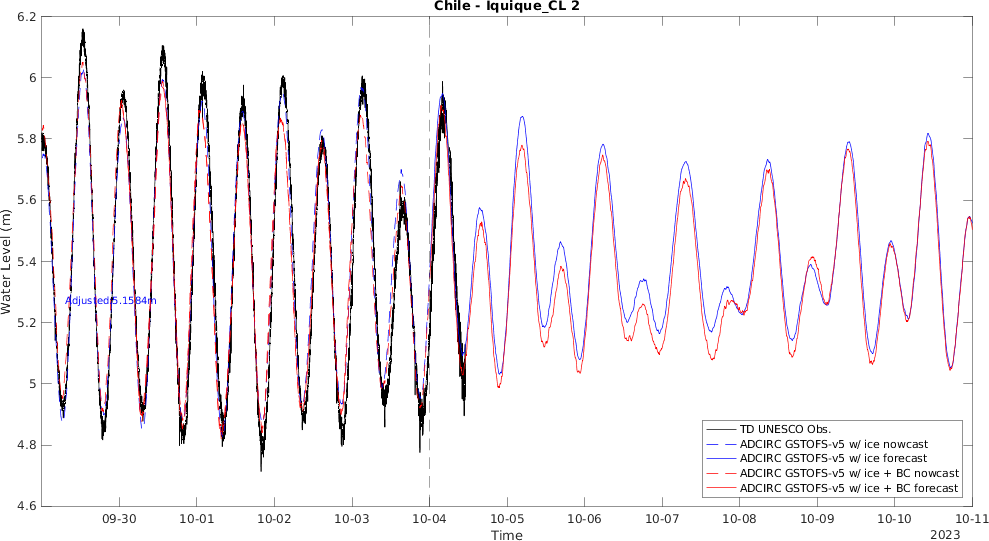 Chile - Iquique_CL 2
6.2
6
5.8
5.6
5.4
5.2
5
4.8
4.6
Water Level (m)
Adjusted:5.1584m
TD UNESCO Obs.
ADCIRC GSTOFS-v5 w/ ice nowcast
ADCIRC GSTOFS-v5 w/ ice forecast
ADCIRC GSTOFS-v5 w/ ice + BC nowcast
ADCIRC GSTOFS-v5 w/ ice + BC forecast
09-30 10-01 10-02 10-03 10-04 10-05 10-06 10-07 10-08 10-09 10-10 10-11
Time
2023